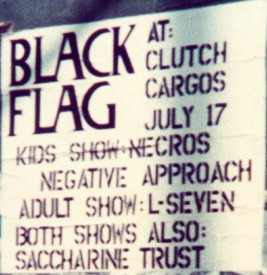 BLACK
FLAG
AT:
CLUTCH
CARGOS
JULY 17
KIDS SHOW: NECROS
NEGATIVE APPROACH
ADULT SHOW: L-SEVEN
BOTH SHOWS ALSO:
SACCHARINE TRUST